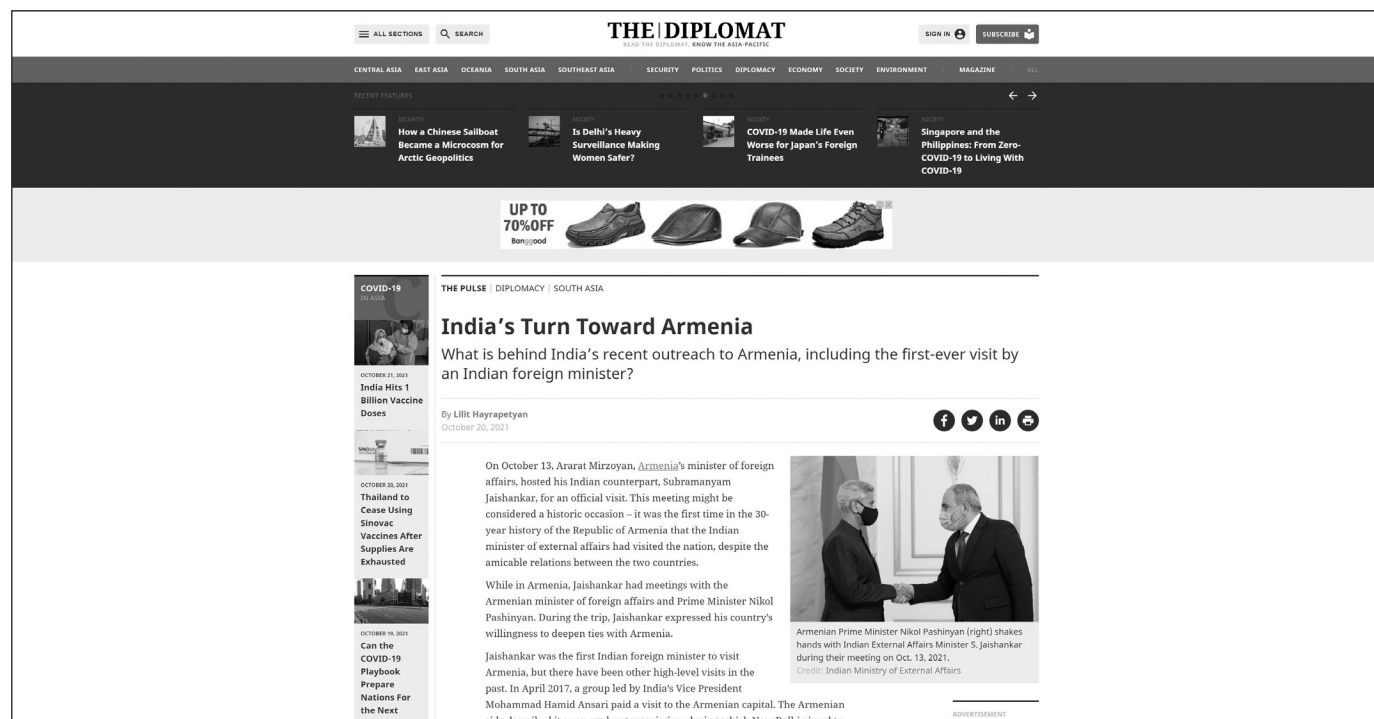 ALL SECTIONS
SEARCH
THE|DIPLOMAT
READ THE DIPLOMAT, KNOW THE ASIA-PACIFIC
SIGN IN
SUBSCRIBE
CENTRAL ASIA EAST ASIA OCEANIA SOUTH ASIA SOUTHEAST ASIA SECURITY POLITICS DIPLOMACY ECONOMY SOCIETY ENVIRONMENT MAGAZINE ALL
RECENT FEATURES
SECURITY
How a Chinese Sailboat
Became a Microcosm for
Arctic Geopolitics
SOCIETY
Is Delhi's Heavy
Surveillance Making
Women Safer?
SOCIETY
COVID-19 Made Life Even
Worse for Japan's Foreign
Trainees
SOCIETY
Singapore and the
Philippines: From Zero-
COVID-19 to Living With
COVID-19
UP TO
70%OFF
Banggood
COVID-19
IN ASIA
OCTOBER 21, 2021
India Hits 1
Billion Vaccine
Doses
OCTOBER 20, 2021
Thailand to
Cease Using
Sinovac
Vaccines After
Supplies Are
Exhausted
OCTOBER 19, 2021
Can the
COVID-19
Playbook
Prepare
Nations For
the Next
THE PULSE | DIPLOMACY | SOUTH ASIA
India's Turn Toward Armenia
What is behind India's recent outreach to Armenia, including the first-ever visit by
an Indian foreign minister?
By Lilit Hayrapetyan
October 20, 2021
On October 13, Ararat Mirzoyan, Armenia's minister of foreign
affairs, hosted his Indian counterpart, Subramanyam
Jaishankar, for an official visit. This meeting might be
considered a historic occasion – it was the first time in the 30-
year history of the Republic of Armenia that the Indian
minister of external affairs had visited the nation, despite the
amicable relations between the two countries.
While in Armenia, Jaishankar had meetings with the
Armenian minister of foreign affairs and Prime Minister Nikol
Pashinyan. During the trip, Jaishankar expressed his country's
willingness to deepen ties with Armenia.
Jaishankar was the first Indian foreign minister to visit
Armenia, but there have been other high-level visits in the
past. In April 2017, a group led by India's Vice President
Mohammad Hamid Ansari paid a visit to the Armenian capital. The Armenian
Armenian Prime Minister Nikol Pashinyan (right) shakes
hands with Indian External Affairs Minister S. Jaishankar
during their meeting on Oct. 13, 2021.
Credit: Indian Ministry of External Affairs
ADVERTISEMENT